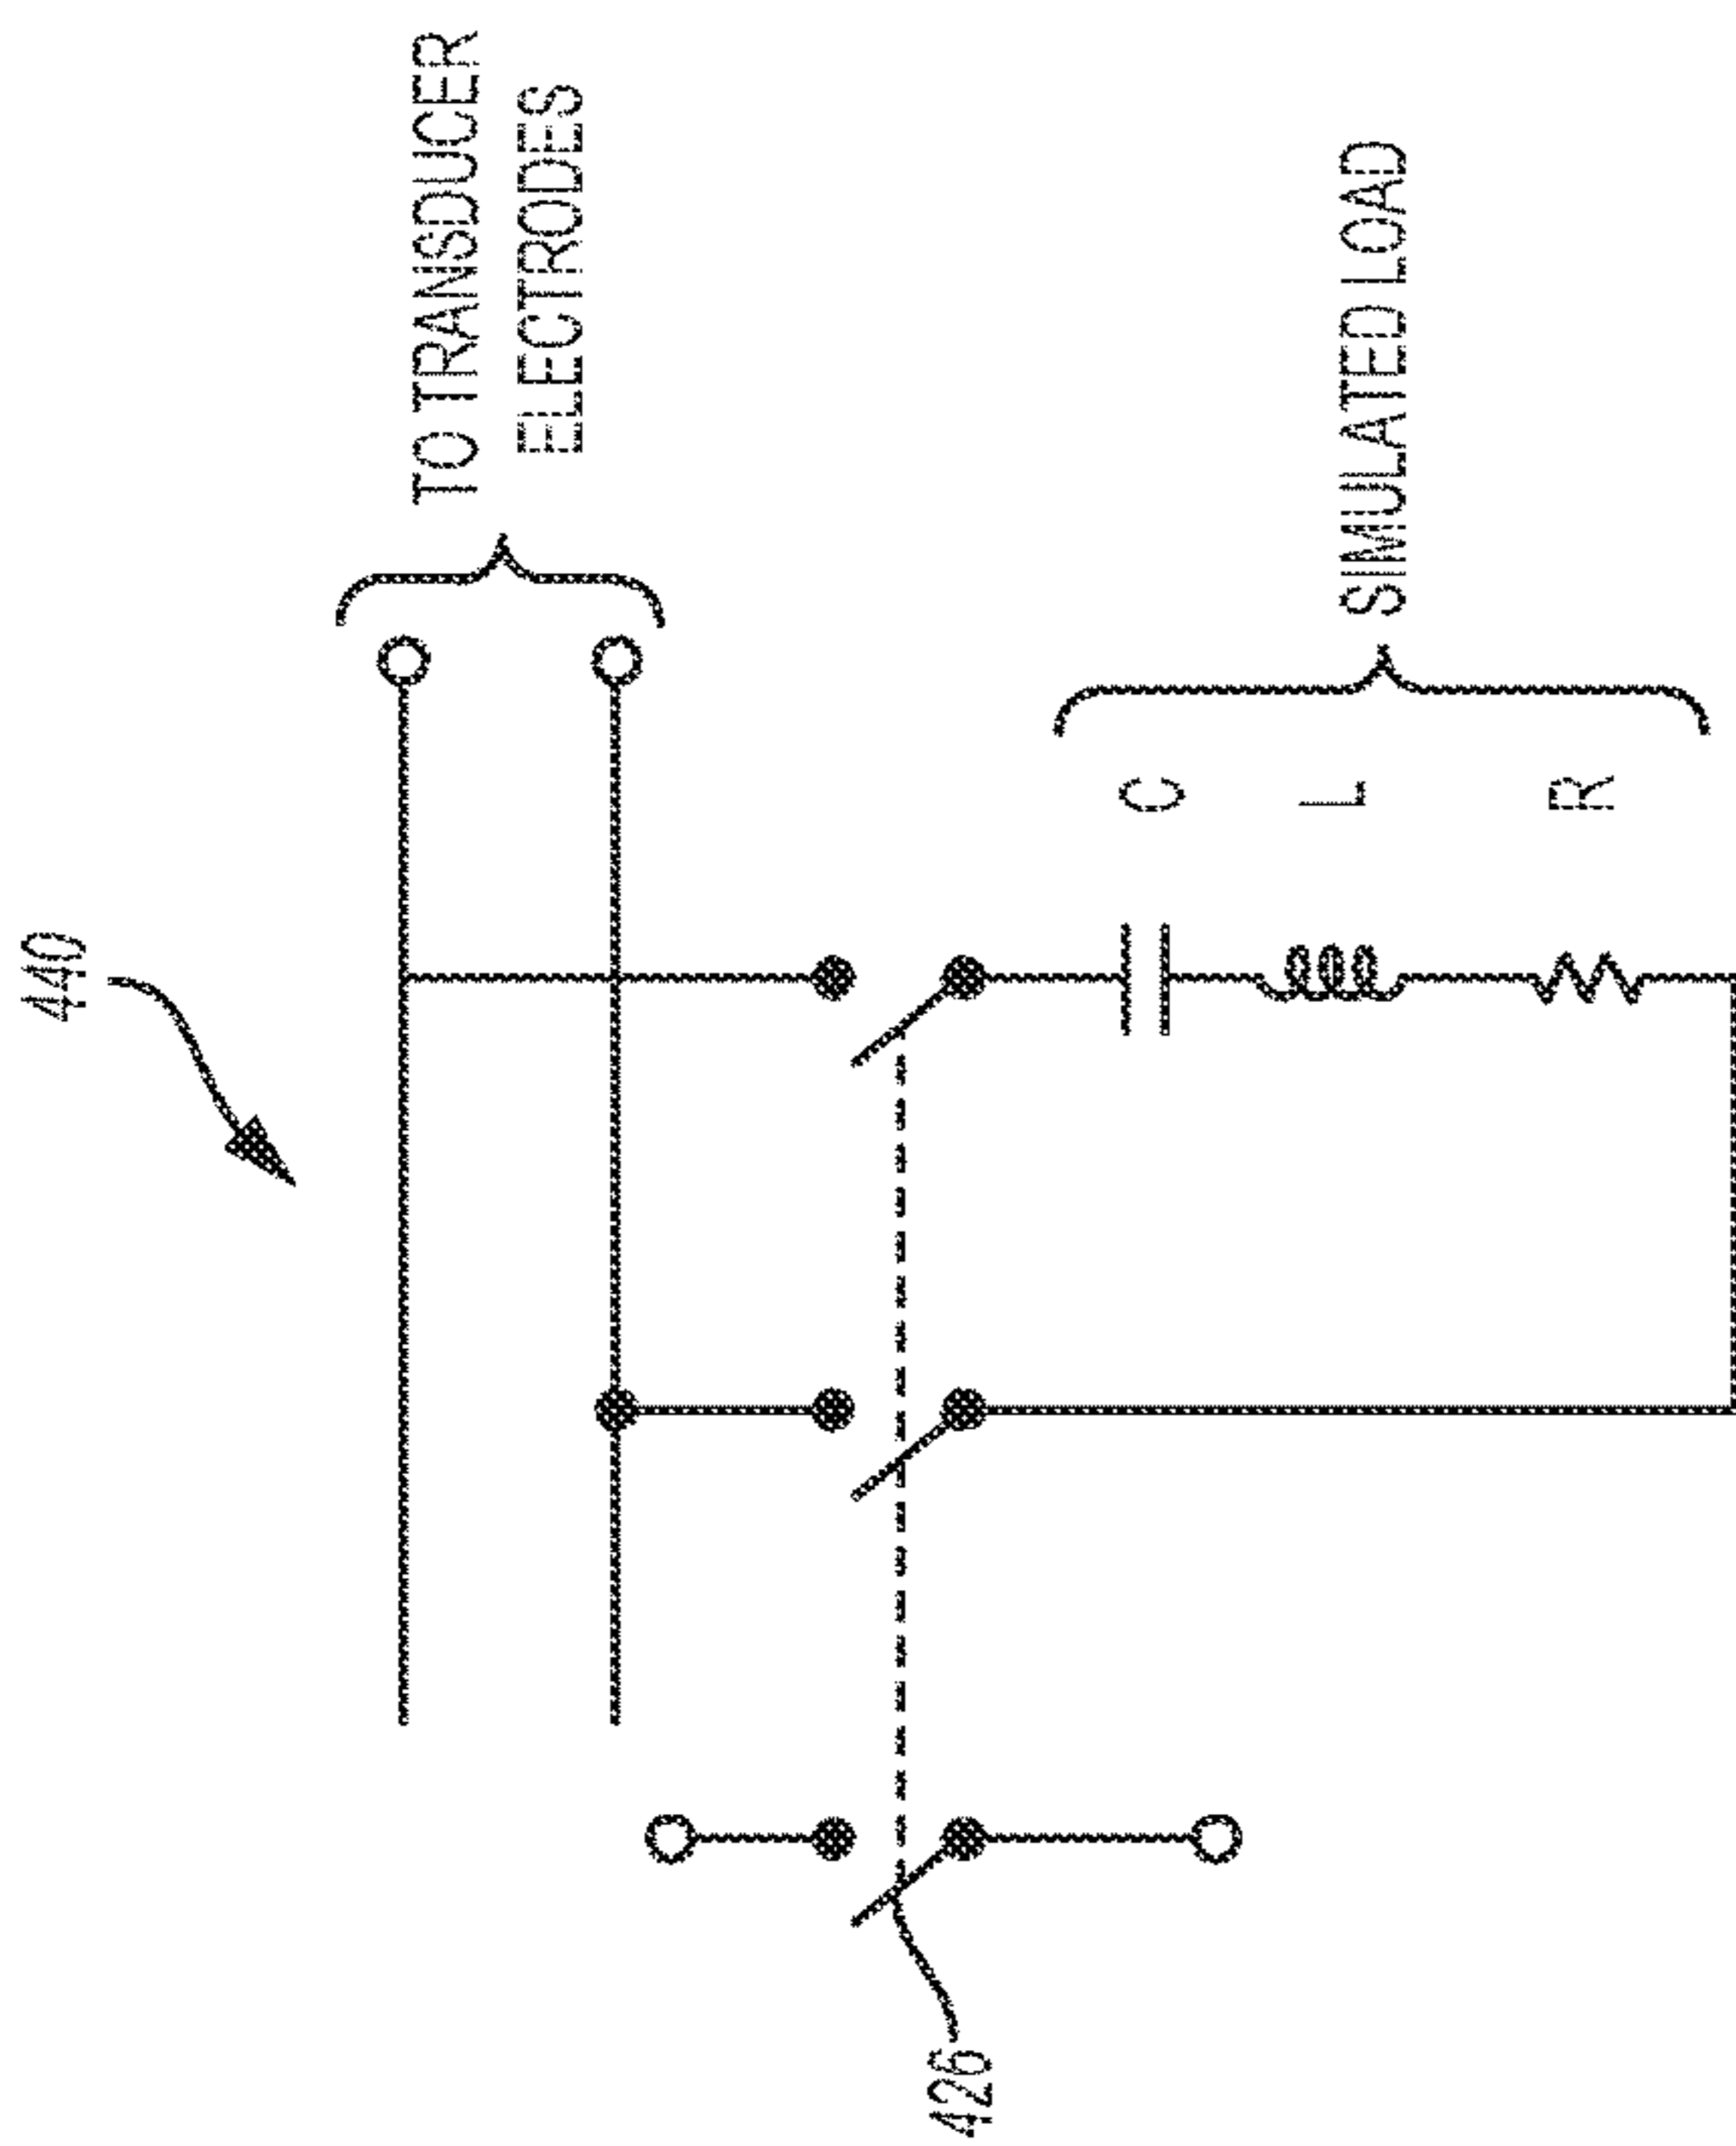 440
TO TRANSDUCER
ELECTRODES
C
L
R
SIMULATED LOAD
426